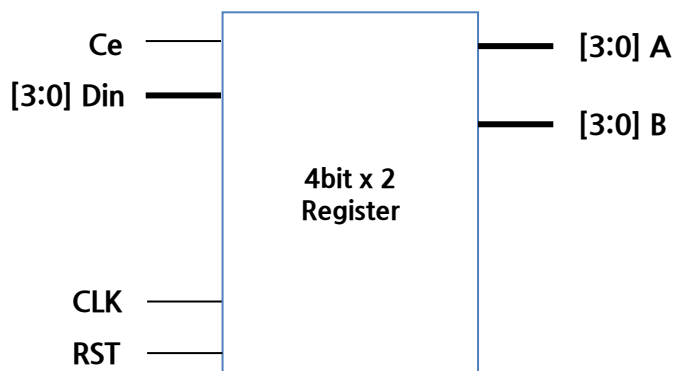 Ce
[3:0] A
[3:0] Din
[3:0] B
4bit x 2
Register
CLK
RST